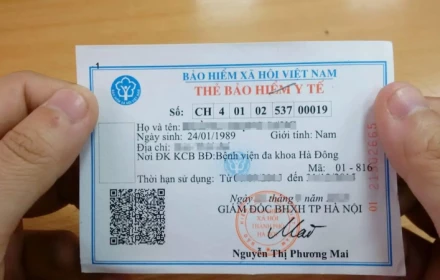 1
BẢO HIỂM XÃ HỘI VIỆT NAM
THẺ BẢO HIỂM Y TẾ
Số: CH 4 01 02 537 00019
Họ và tên:
Ngày sinh: 24/01/1989 Giới tính: Nam
Địa chỉ:
Nơi ĐK KCB BĐ:Bệnh viện đa khoa Hà Đông
Mã: 01 - 816
Thời hạn sử dụng: Từ đến
tháng năm
GIÁM ĐỐC BHXH TP HÀ NỘI
Nguyễn Thị Phương Mai